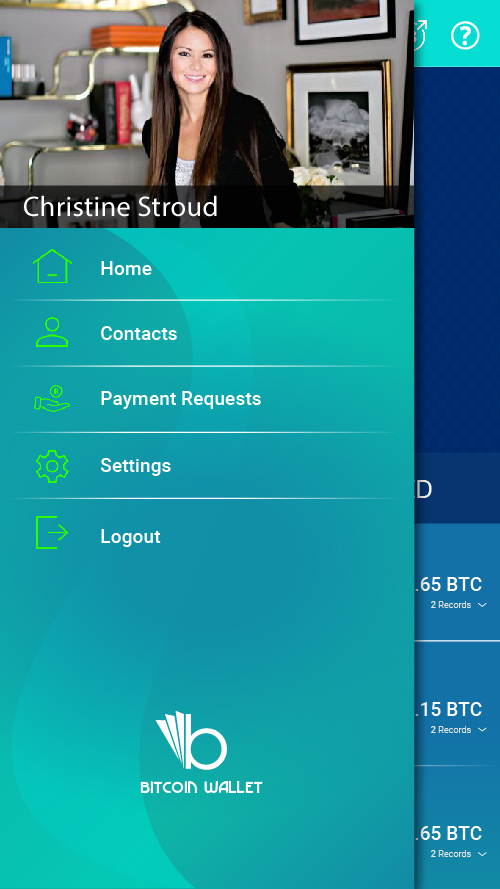 Christine Stroud
Home
Contacts
Payment Requests
Settings
Logout
BITCOIN WALLET
.65 BTC
2 Records
.15 BTC
2 Records
.65 BTC
2 Records